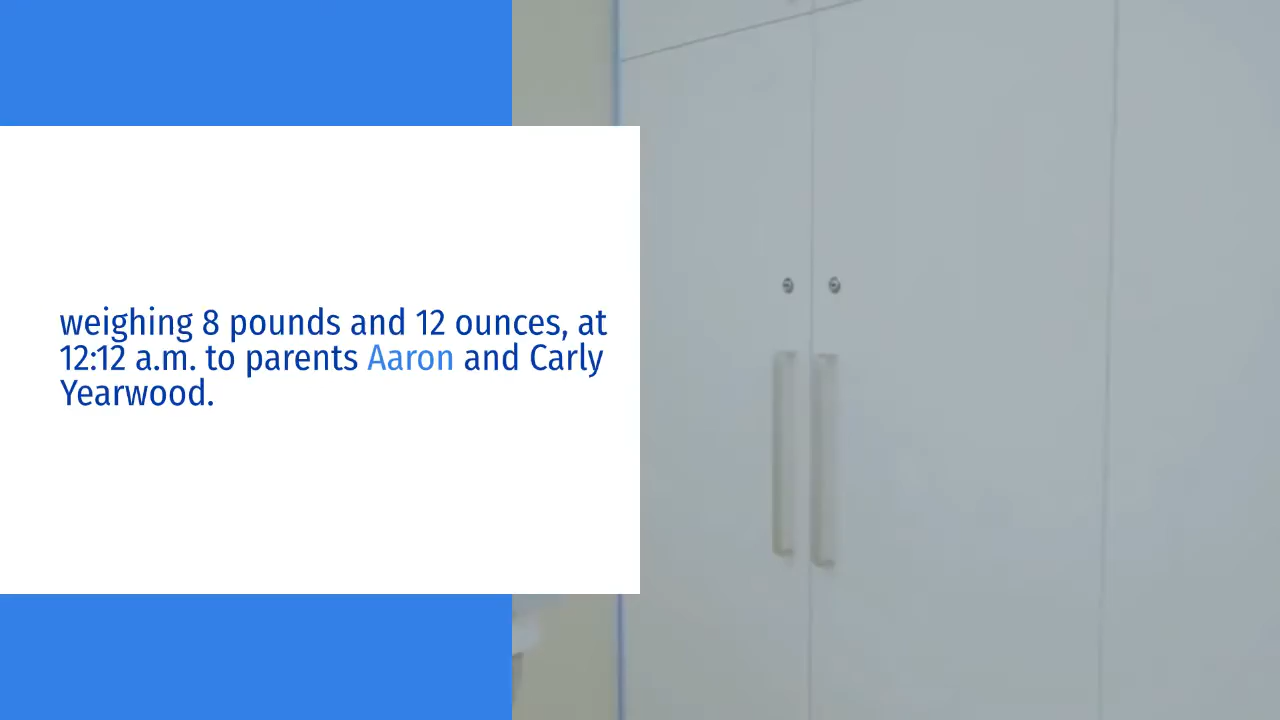 weighing 8 pounds and 12 ounces, at
12:12 a.m. to parents Aaron and Carly
Yearwood.